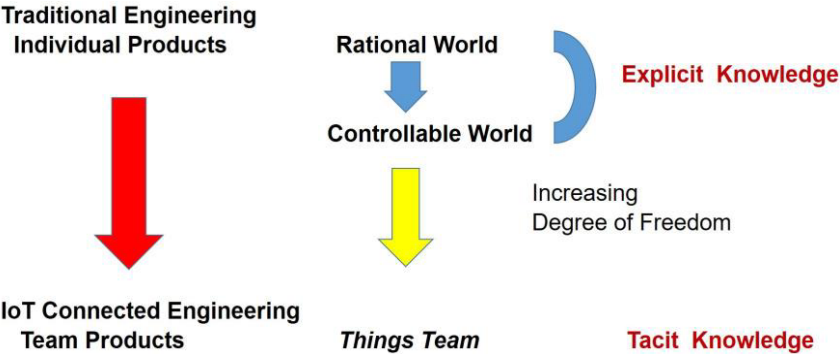 Traditional Engineering
Individual Products
Rational World
Explicit Knowledge
Controllable World
Increasing
Degree of Freedom
IoT Connected Engineering
Team Products
Things Team
Tacit Knowledge